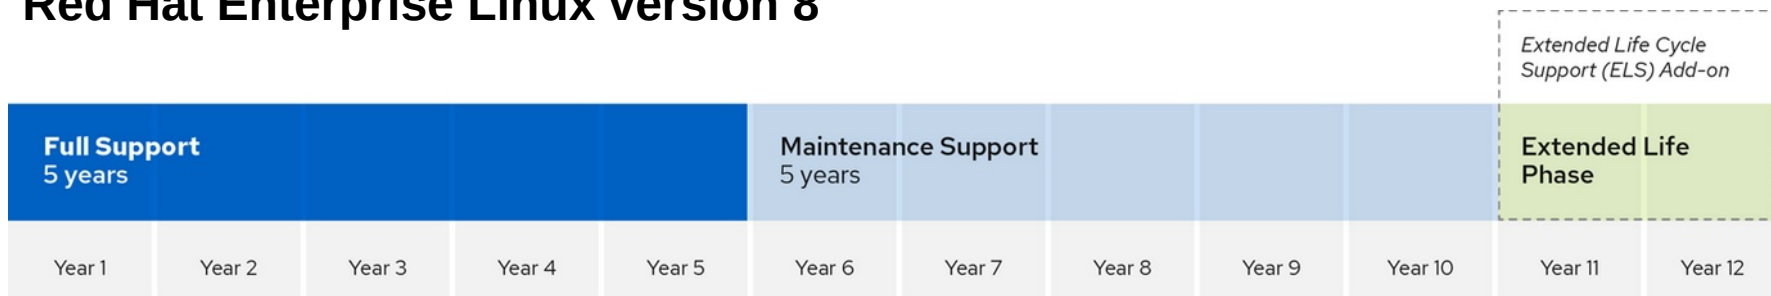 Red Hat Enterprise Linux version 8
Extended Life Cycle
Support (ELS) Add-on
Full Support
5 years
Maintenance Support
5 years
Extended Life
Phase
Year 1
Year 2
Year 3
Year 4
Year 5
Year 6
Year 7
Year 8
Year 9
Year 10
Year 11
Year 12